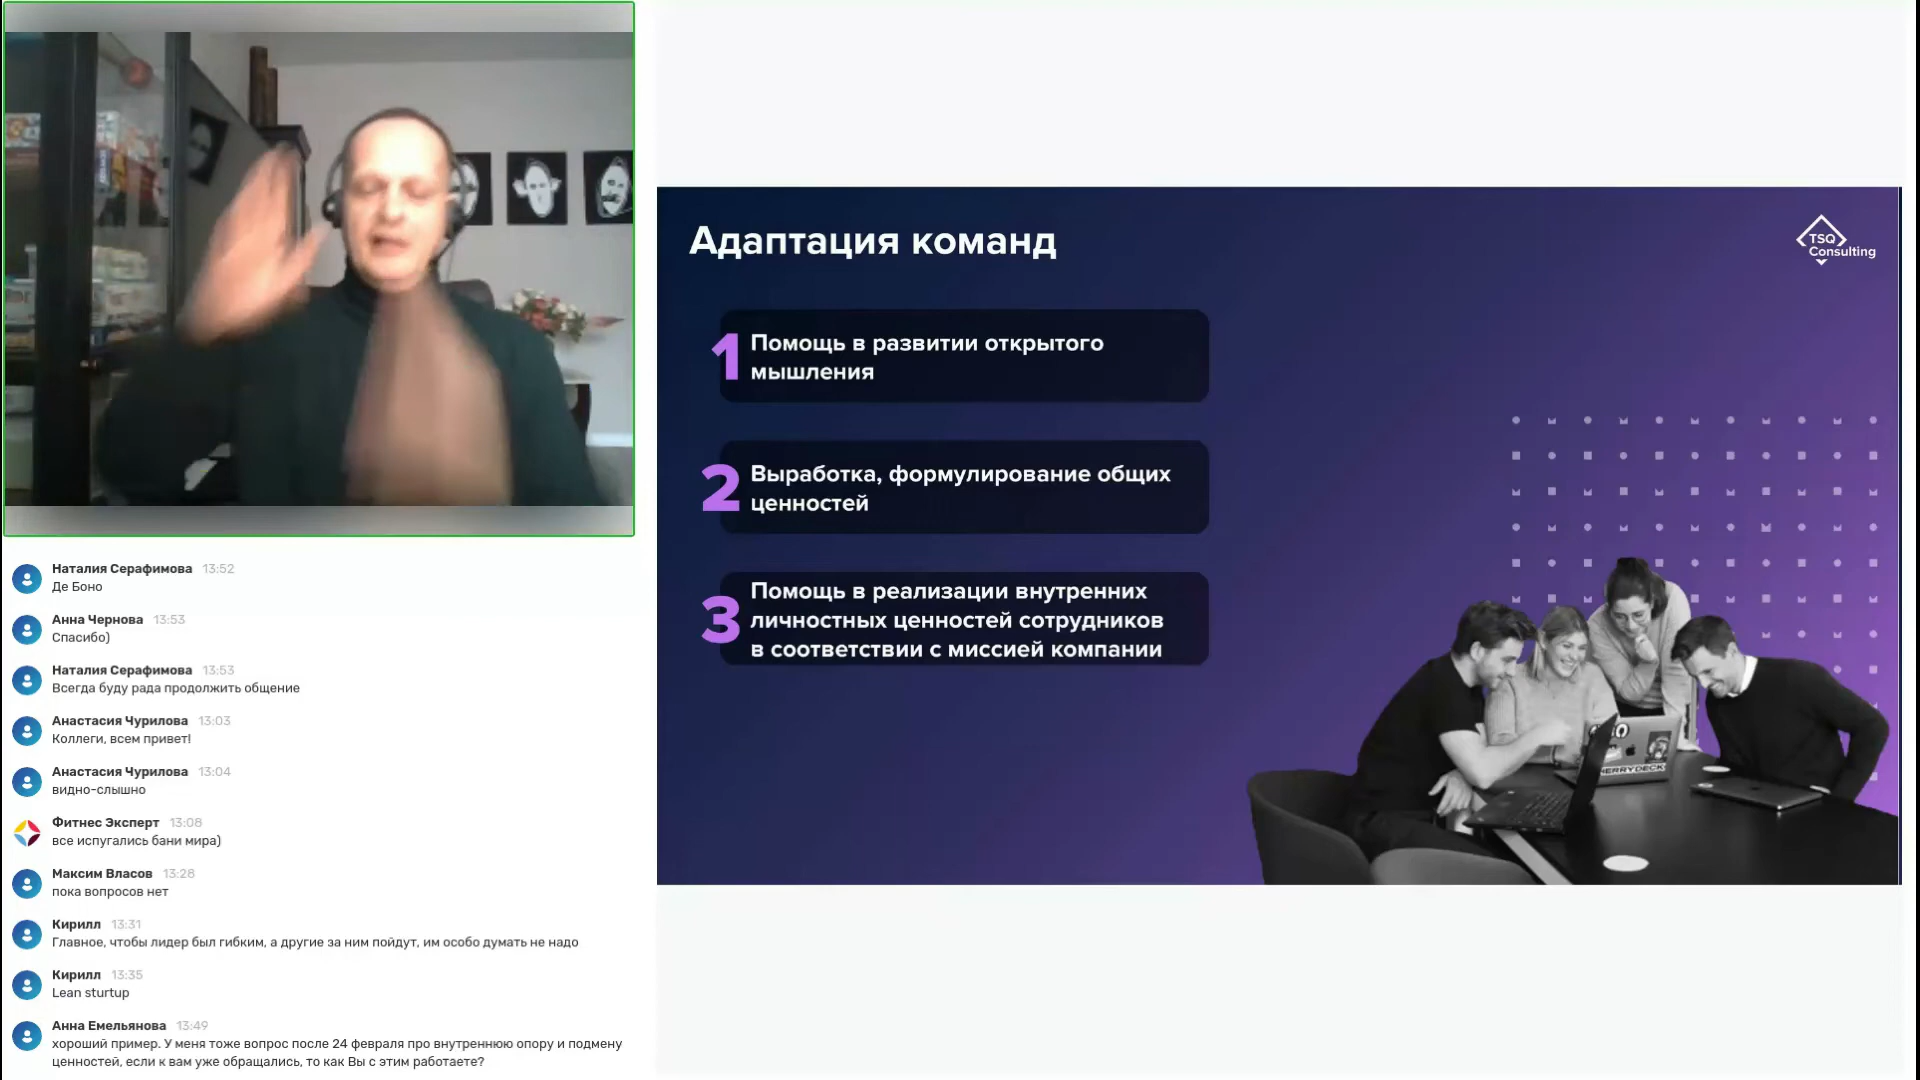 Наталия Серафимова 13:52
Де Боно
Анна Чернова 13:53
Спасибо)
Наталия Серафимова 13:53
Всегда буду рада продолжить общение
Анастасия Чурилова 13:03
Коллеги, всем привет!
Анастасия Чурилова 13:04
видно-слышно
Фитнес Эксперт 13:08
все испугались бани мира)
Максим Власов 13:28
пока вопросов нет
Кирилл 13:31
Главное, чтобы лидер был гибким, а другие за ним пойдут, им особо думать не надо
Кирилл 13:35
Lean sturtup
Анна Емельянова 13:49
хороший пример. У меня тоже вопрос после 24 февраля про внутреннюю опору и подмену
ценностей, если к вам уже обращались, то как Вы с этим работаете?
Адаптация команд
TSQ
Consulting
1 Помощь в развитии открытого
мышления
2 Выработка, формулирование общих
ценностей
3 Помощь в реализации внутренних
личностных ценностей сотрудников
в соответствии с миссией компании